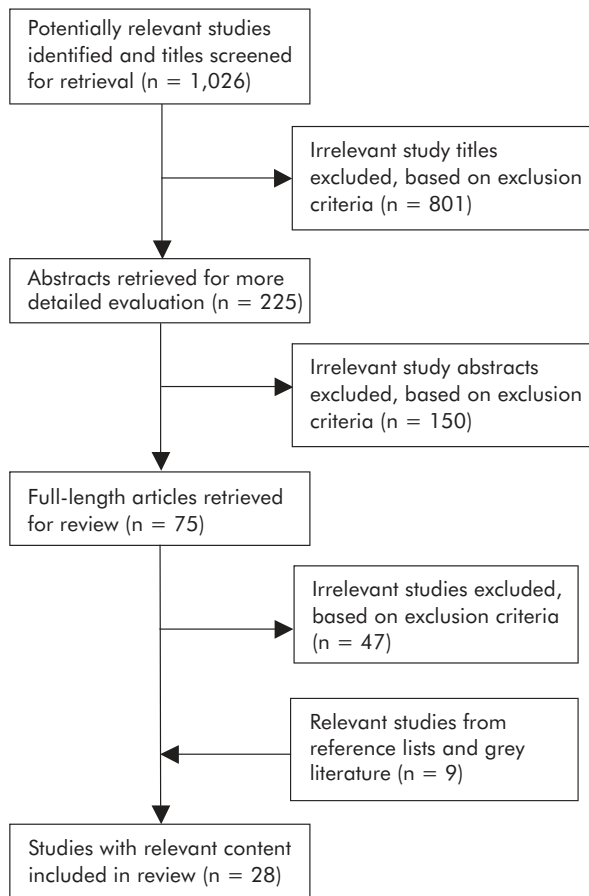 Potentially relevant studies
identified and titles screened
for retrieval (n = 1,026)
Irrelevant study titles
excluded, based on exclusion
criteria (n = 801)
Abstracts retrieved for more
detailed evaluation (n = 225)
Irrelevant study abstracts
excluded, based on exclusion
criteria (n = 150)
Full-length articles retrieved
for review (n = 75)
Irrelevant studies excluded,
based on exclusion criteria
(n = 47)
Relevant studies from
reference lists and grey
literature (n = 9)
Studies with relevant content
included in review (n = 28)